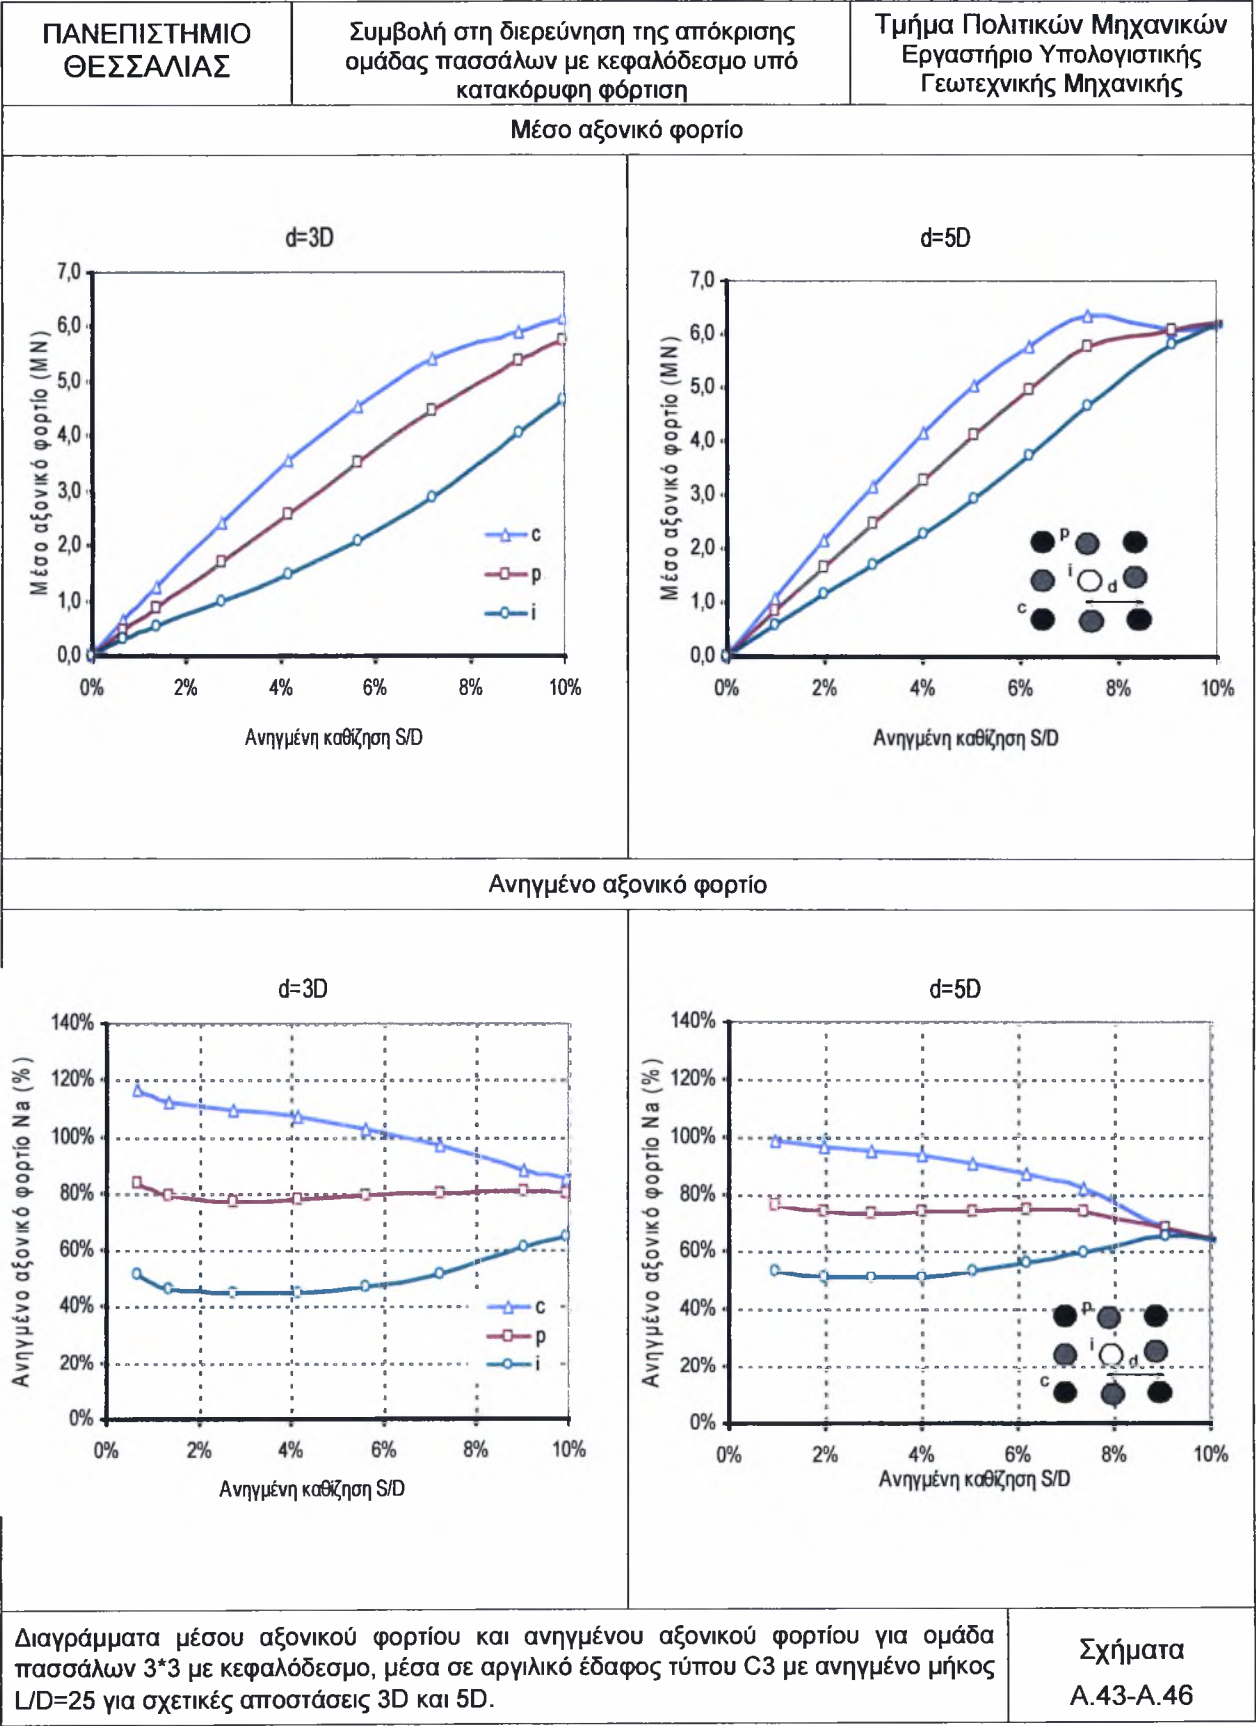 ΠΑΝΕΠΙΣΤΗΜΙΟ
ΘΕΣΣΑΛΙΑΣ
Συμβολή στη διερεύνηση της απόκρισης
ομάδας πασσάλων με κεφαλόδεσμο υπό
κατακόρυφη φόρτιση
Τμήμα Πολιτικών Μηχανικών
Εργαστήριο Υπολογιστικής
Γεωτεχνικής Μηχανικής
Μέσο αξονικό φορτίο
d=3D
7,0
6,0
5,0
4,0
3,0
2,0
1,0
0,0
Μέσο αξονικό φορτίο (MN)
c
p
i
0% 2% 4% 6% 8% 10%
Ανηγμένη καθίζηση S/D
d=5D
7,0
6,0
5,0
4,0
3,0
2,0
1,0
0,0
Μέσο αξονικό φορτίο (MN)
p
i
d
c
0% 2% 4% 6% 8% 10%
Ανηγμένη καθίζηση S/D
Ανηγμένο αξονικό φορτίο
d=3D
140%
120%
100%
80%
60%
40%
20%
0%
Ανηγμένο αξονικό φορτίο Na (%)
c
p
i
0% 2% 4% 6% 8% 10%
Ανηγμένη καθίζηση S/D
d=5D
140%
120%
100%
80%
60%
40%
20%
0%
Ανηγμένο αξονικό φορτίο Na (%)
p
i
d
c
0% 2% 4% 6% 8% 10%
Ανηγμένη καθίζηση S/D
Διαγράμματα μέσου αξονικού φορτίου και ανηγμένου αξονικού φορτίου για ομάδα
πασσάλων 3*3 με κεφαλόδεσμο, μέσα σε αργιλικό έδαφος τύπου C3 με ανηγμένο μήκος
L/D=25 για σχετικές αποστάσεις 3D και 5D.
Σχήματα
Α.43-Α.46